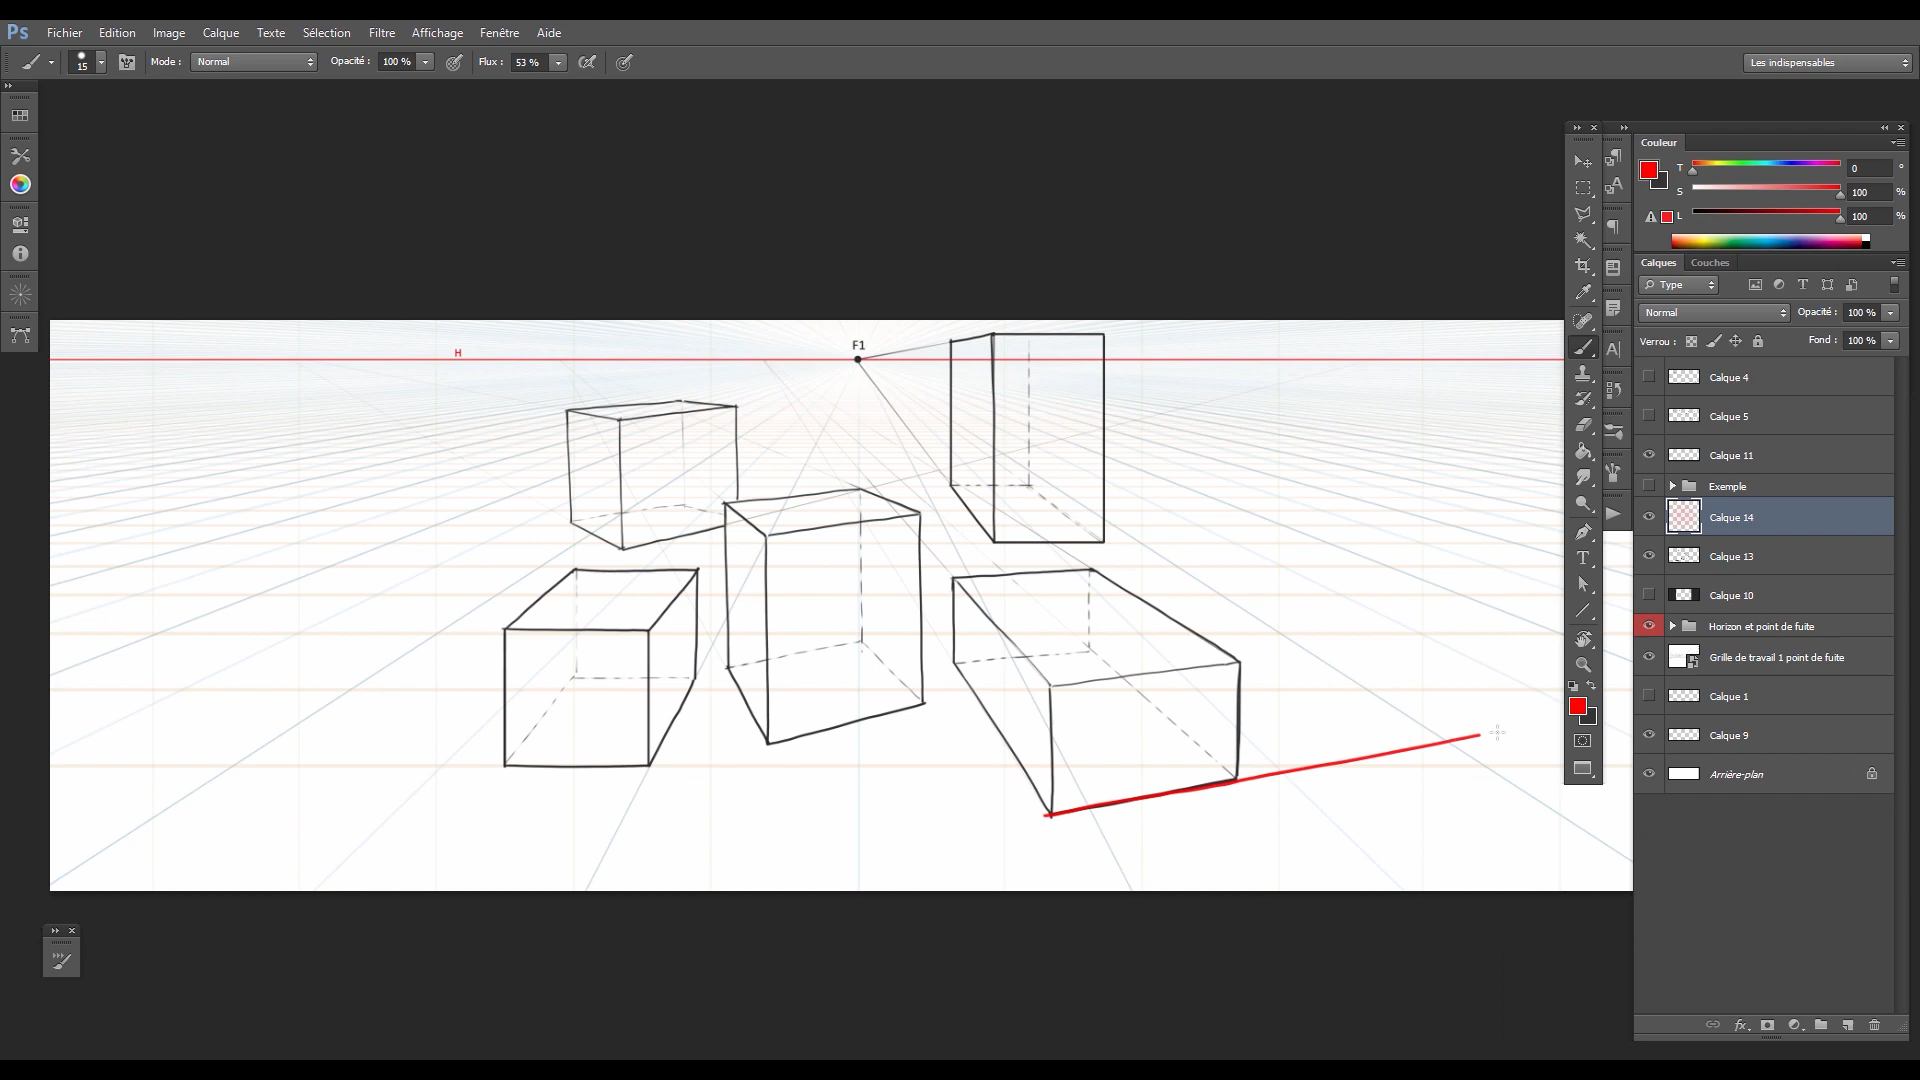 Ps Fichier Edition Image Calque Texte Sélection Filtre Affichage Fenêtre Aide
15 Mode : Normal Opacité : 100 % Flux : 53 % Les indispensables
Couleur
T 0 °
S 100 %
L 100 %
Calques Couches
Type
Normal Opacité : 100 %
Verrou : Fond : 100 %
Calque 4
Calque 5
Calque 11
Exemple
Calque 14
Calque 13
Calque 10
Horizon et point de fuite
Grille de travail 1 point de fuite
Calque 1
Calque 9
Arrière-plan
fx
H
F1